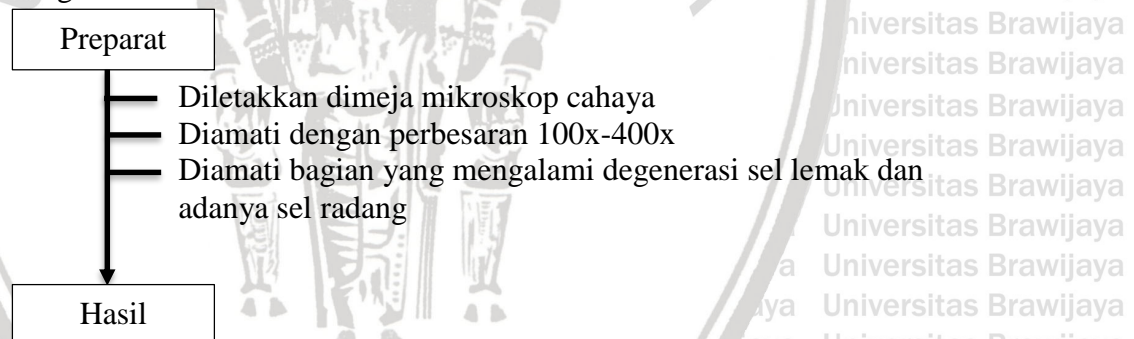 Preparat
Diletakkan dimeja mikroskop cahaya
Diamati dengan perbesaran 100x-400x
Diamati bagian yang mengalami degenerasi sel lemak dan
adanya sel radang
Hasil
Universitas Brawijaya
Universitas Brawijaya
Universitas Brawijaya
Universitas Brawijaya
Universitas Brawijaya
Universitas Brawijaya
a Universitas Brawijaya
aya Universitas Brawijaya